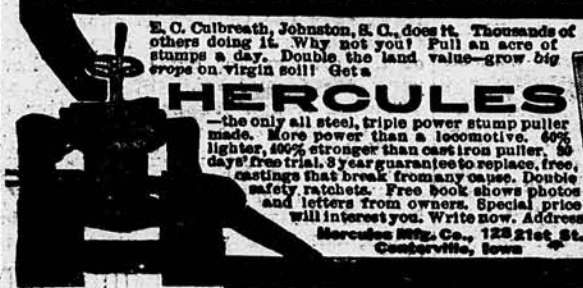 E. C. Culbreath, Johnston, S. C., does it. Thousands of
others doing it. Why not you? Pull an acre of
stumps a day. Double the land value—grow big
crops on virgin soil! Get a
HERCULES
—the only all steel, triple power stump puller
made. More power than a locomotive. 60%
lighter, 400% stronger than cast iron puller. 30
days' free trial. 3 year guarantee to replace, free,
castings that break from any cause. Double
safety ratchets. Free book shows photos
and letters from owners. Special price
will interest you. Write now. Address
Hercules Mfg. Co., 128 21st St.
Centerville, Iowa